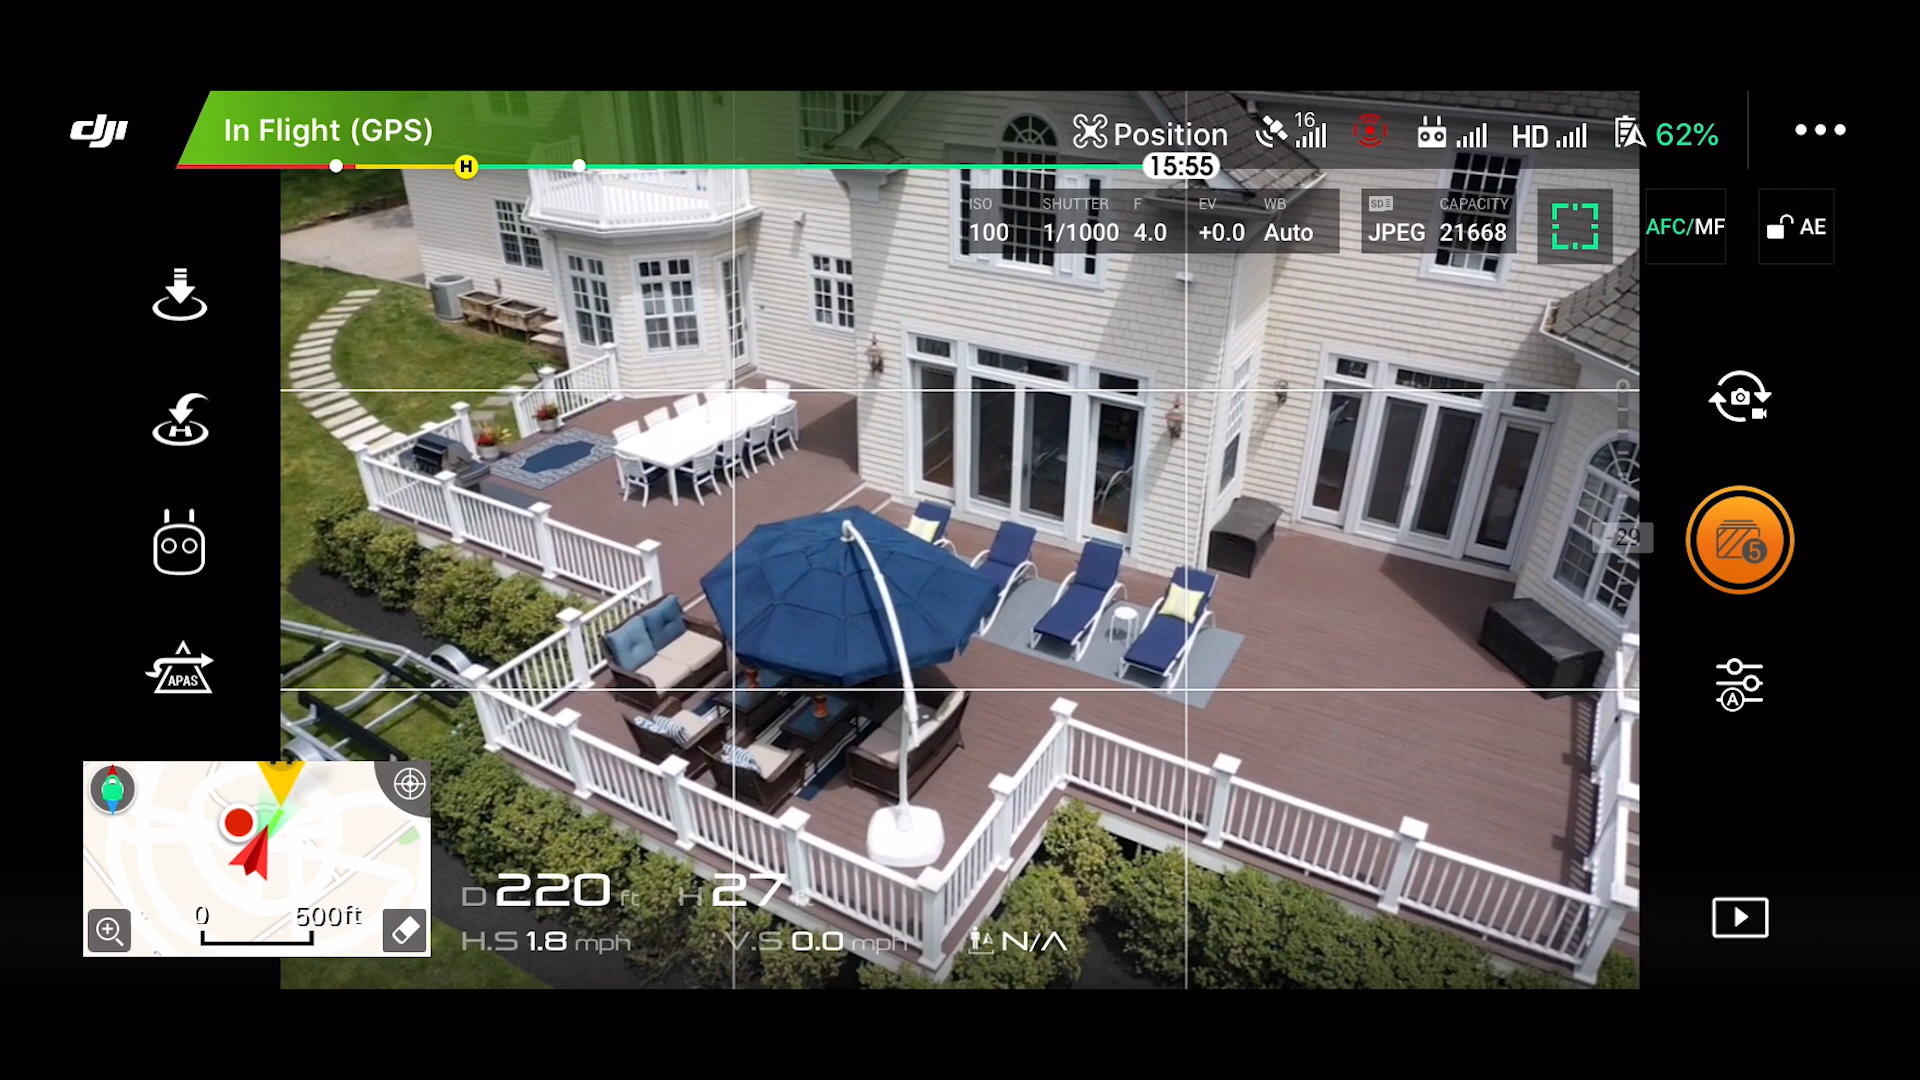 dji
In Flight (GPS)
Position
16
HD
62%
H
15:55
ISO
100
SHUTTER
1/1000
F
4.0
EV
+0.0
WB
Auto
SD
JPEG
CAPACITY
21668
AFC/MF
AE
H
APAS
-29
5
A
0
500ft
D 220 ft
H 27 ft
H.S 1.8 mph
V.S 0.0 mph
N/A